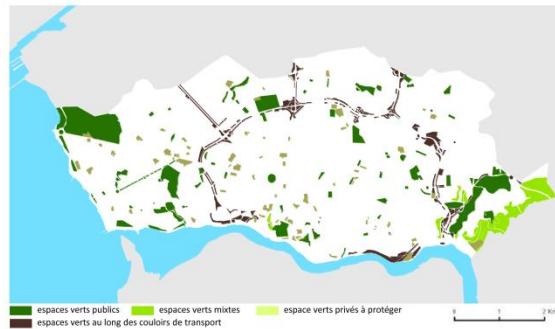 espaces verts publics espaces verts mixtes espace verts privés à protéger
espaces verts au long des couloirs de transport
0 1 2